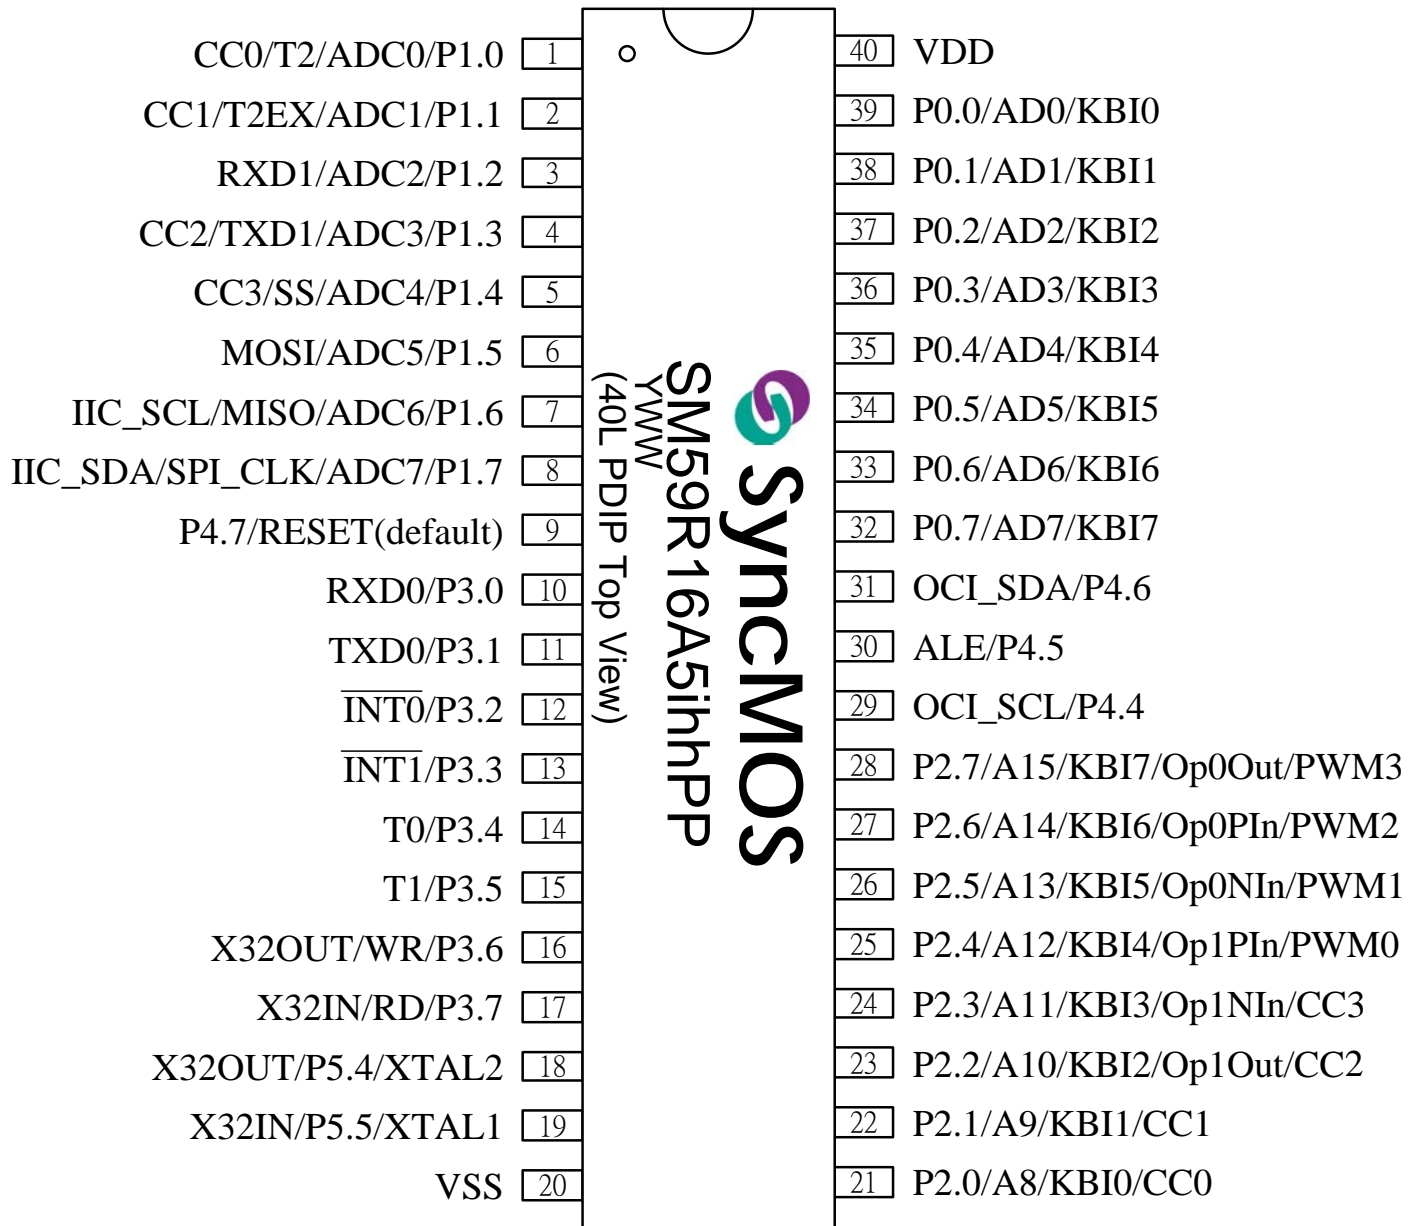 CC0/T2/ADC0/P1.0 1
CC1/T2EX/ADC1/P1.1 2
RXD1/ADC2/P1.2 3
CC2/TXD1/ADC3/P1.3 4
CC3/SS/ADC4/P1.4 5
MOSI/ADC5/P1.5 6
IIC_SCL/MISO/ADC6/P1.6 7
IIC_SDA/SPI_CLK/ADC7/P1.7 8
P4.7/RESET(default) 9
RXD0/P3.0 10
TXD0/P3.1 11
INT0/P3.2 12
INT1/P3.3 13
T0/P3.4 14
T1/P3.5 15
X32OUT/WR/P3.6 16
X32IN/RD/P3.7 17
X32OUT/P5.4/XTAL2 18
X32IN/P5.5/XTAL1 19
VSS 20
SyncMOS
SM59R16A5ihhPP
YWW
(40L PDIP Top View)
40 VDD
39 P0.0/AD0/KBI0
38 P0.1/AD1/KBI1
37 P0.2/AD2/KBI2
36 P0.3/AD3/KBI3
35 P0.4/AD4/KBI4
34 P0.5/AD5/KBI5
33 P0.6/AD6/KBI6
32 P0.7/AD7/KBI7
31 OCI_SDA/P4.6
30 ALE/P4.5
29 OCI_SCL/P4.4
28 P2.7/A15/KBI7/Op0Out/PWM3
27 P2.6/A14/KBI6/Op0PIn/PWM2
26 P2.5/A13/KBI5/Op0NIn/PWM1
25 P2.4/A12/KBI4/Op1PIn/PWM0
24 P2.3/A11/KBI3/Op1NIn/CC3
23 P2.2/A10/KBI2/Op1Out/CC2
22 P2.1/A9/KBI1/CC1
21 P2.0/A8/KBI0/CC0